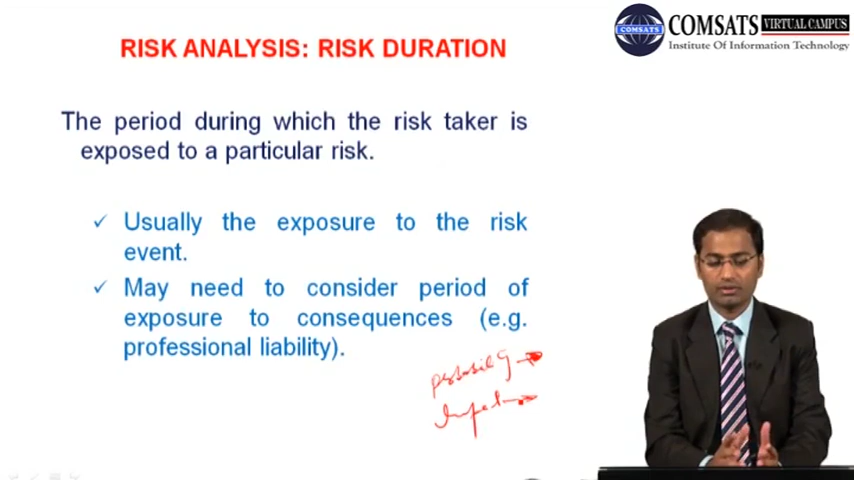 RISK ANALYSIS: RISK DURATION
COMSATS
COMSATS VIRTUAL CAMPUS
Institute Of Information Technology
The period during which the risk taker is
exposed to a particular risk.
✓ Usually the exposure to the risk
event.
✓ May need to consider period of
exposure to consequences (e.g.
professional liability).